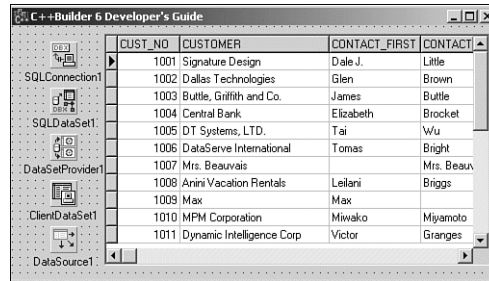 C++Builder 6 Developer's Guide
DBX
SQLConnection1
DBX
SQLDataSet1
DataSetProvider1
ClientDataSet1
DataSource1
CUST_NO CUSTOMER CONTACT_FIRST CONTACT
1001 Signature Design Dale J. Little
1002 Dallas Technologies Glen Brown
1003 Buttle, Griffith and Co. James Buttle
1004 Central Bank Elizabeth Brocket
1005 DT Systems, LTD. Tai Wu
1006 DataServe International Tomas Bright
1007 Mrs. Beauvais Mrs. Beauv
1008 Anini Vacation Rentals Leilani Briggs
1009 Max Max
1010 MPM Corporation Miwako Miyamoto
1011 Dynamic Intelligence Corp Victor Granges